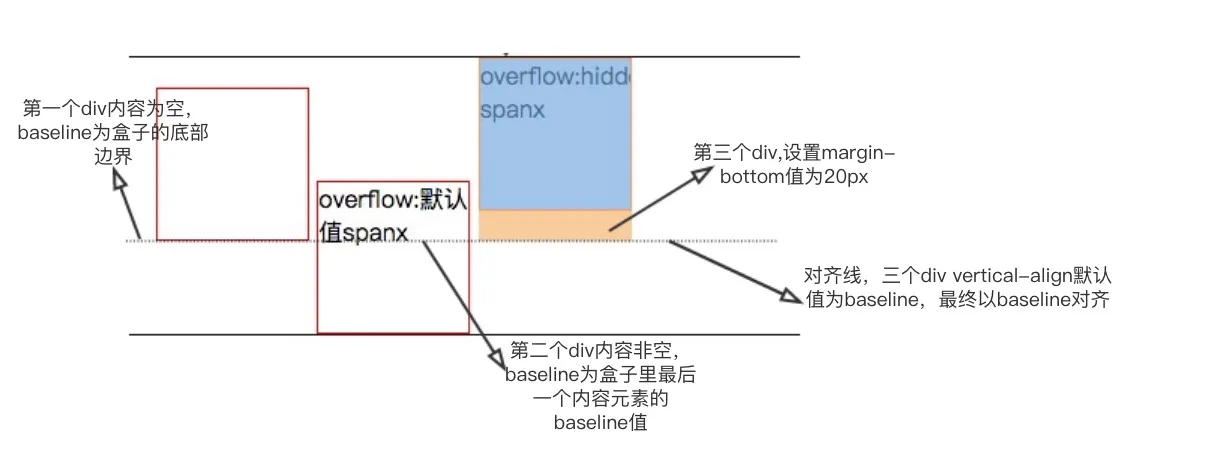 overflow:hidd
spanx
第一个div内容为空，
baseline为盒子的底部
边界
第三个div,设置margin-
bottom值为20px
overflow:默认
值spanx
对齐线，三个div vertical-align默认
值为baseline，最终以baseline对齐
第二个div内容非空，
baseline为盒子里最后
一个内容元素的
baseline值